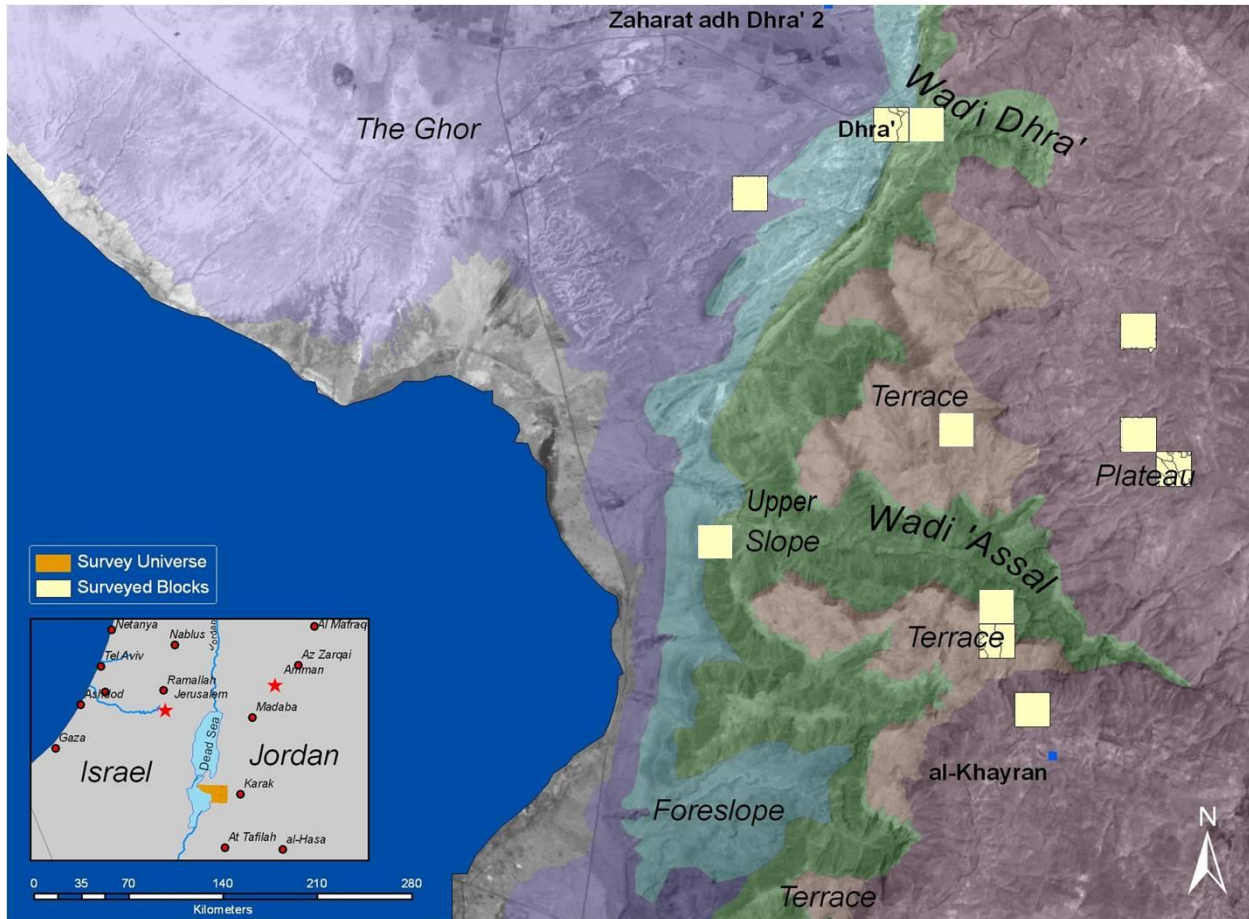 Zaharat adh Dhra' 2
The Ghor
Dhra'
Wadi Dhra'
Terrace
Plateau
Upper
Slope
Wadi 'Assal
Terrace
al-Khayran
Foreslope
Terrace
N
Survey Universe
Surveyed Blocks
Netanya
Nablus
Jordan
Al Mafraq
Tel Aviv
Az Zarqai
Amman
Ramallah
Jerusalem
Ashdod
Madaba
Gaza
Dead Sea
Israel
Jordan
Karak
At Tafilah
al-Hasa
0 35 70 140 210 280
Kilometers